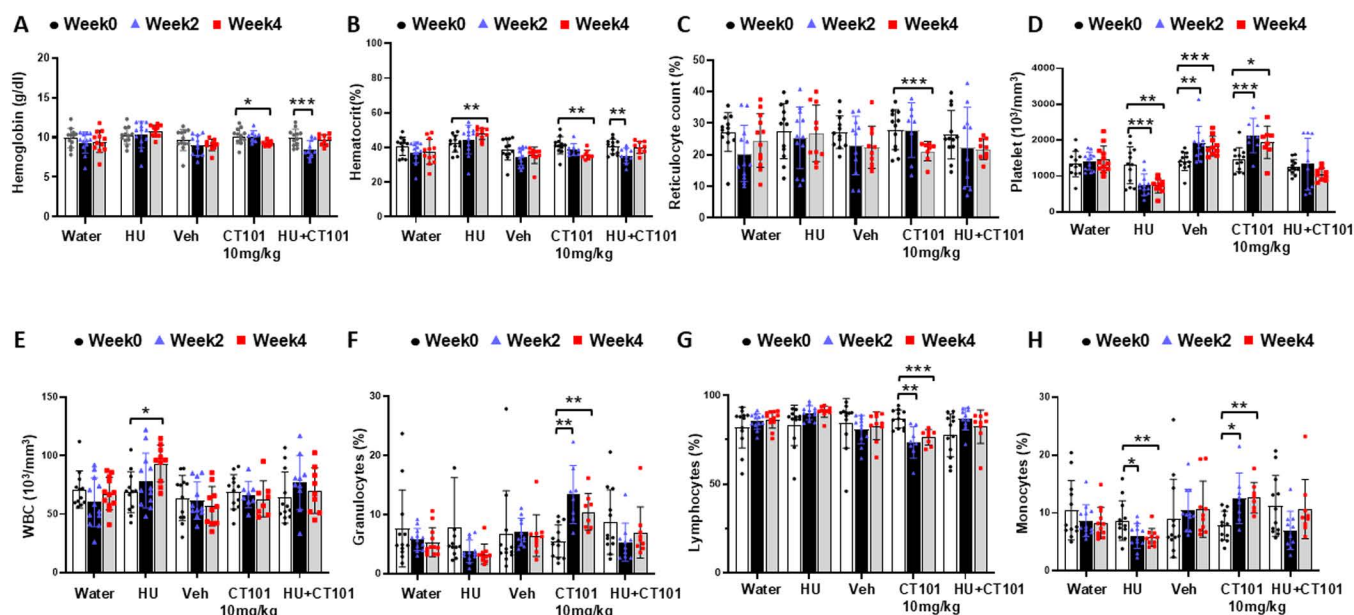 A
Week0 Week2 Week4
Hemoglobin (g/dl)
20
15
10
5
0
*
***
Water HU Veh CT101 HU+CT101
10mg/kg
B
Week0 Week2 Week4
Hematocrit(%)
100
80
60
40
20
0
**
**
**
Water HU Veh CT101 HU+CT101
10mg/kg
C
Week0 Week2 Week4
Reticulocyte count (%)
50
40
30
20
10
0
***
Water HU Veh CT101 HU+CT101
10mg/kg
D
Week0 Week2 Week4
Platelet (10³/mm³)
4000
3000
2000
1000
0
**
***
***
**
*
***
Water HU Veh CT101 HU+CT101
10mg/kg
E
Week0 Week2 Week4
WBC (10³/mm³)
150
100
50
0
*
Water HU Veh CT101 HU+CT101
10mg/kg
F
Week0 Week2 Week4
Granulocytes (%)
30
20
10
0
**
**
Water HU Veh CT101 HU+CT101
10mg/kg
G
Week0 Week2 Week4
Lymphocytes (%)
100
50
0
***
**
Water HU Veh CT101 HU+CT101
10mg/kg
H
Week0 Week2 Week4
Monocytes (%)
30
20
10
0
**
*
**
*
Water HU Veh CT101 HU+CT101
10mg/kg